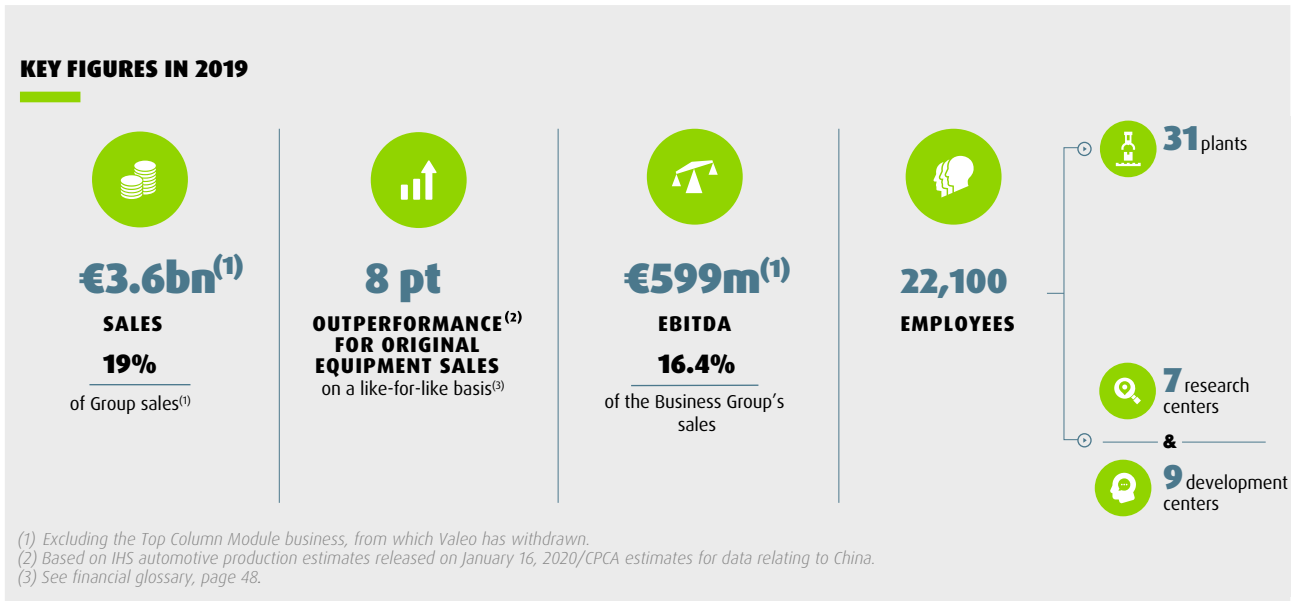 KEY FIGURES IN 2019
€3.6bn(1)
SALES
19%
of Group sales(1)
8 pt
OUTPERFORMANCE(2)
FOR ORIGINAL
EQUIPMENT SALES
on a like-for-like basis(3)
€599m(1)
EBITDA
16.4%
of the Business Group's
sales
22,100
EMPLOYEES
31 plants
7 research
centers
&
9 development
centers
(1) Excluding the Top Column Module business, from which Valeo has withdrawn.
(2) Based on IHS automotive production estimates released on January 16, 2020/CPCA estimates for data relating to China.
(3) See financial glossary, page 48.